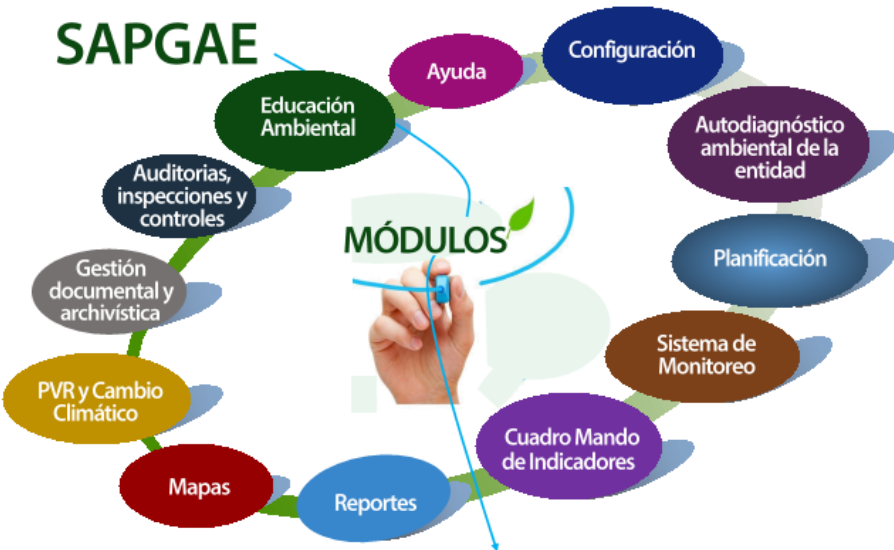 SAPGAE
Ayuda
Configuración
Educación
Ambiental
Autodiagnóstico
ambiental de la
entidad
Auditorias,
inspecciones y
controles
MÓDULOS
Planificación
Gestión
documental y
archivística
Sistema de
Monitoreo
PVR y Cambio
Climático
Cuadro Mando
de Indicadores
Mapas
Reportes